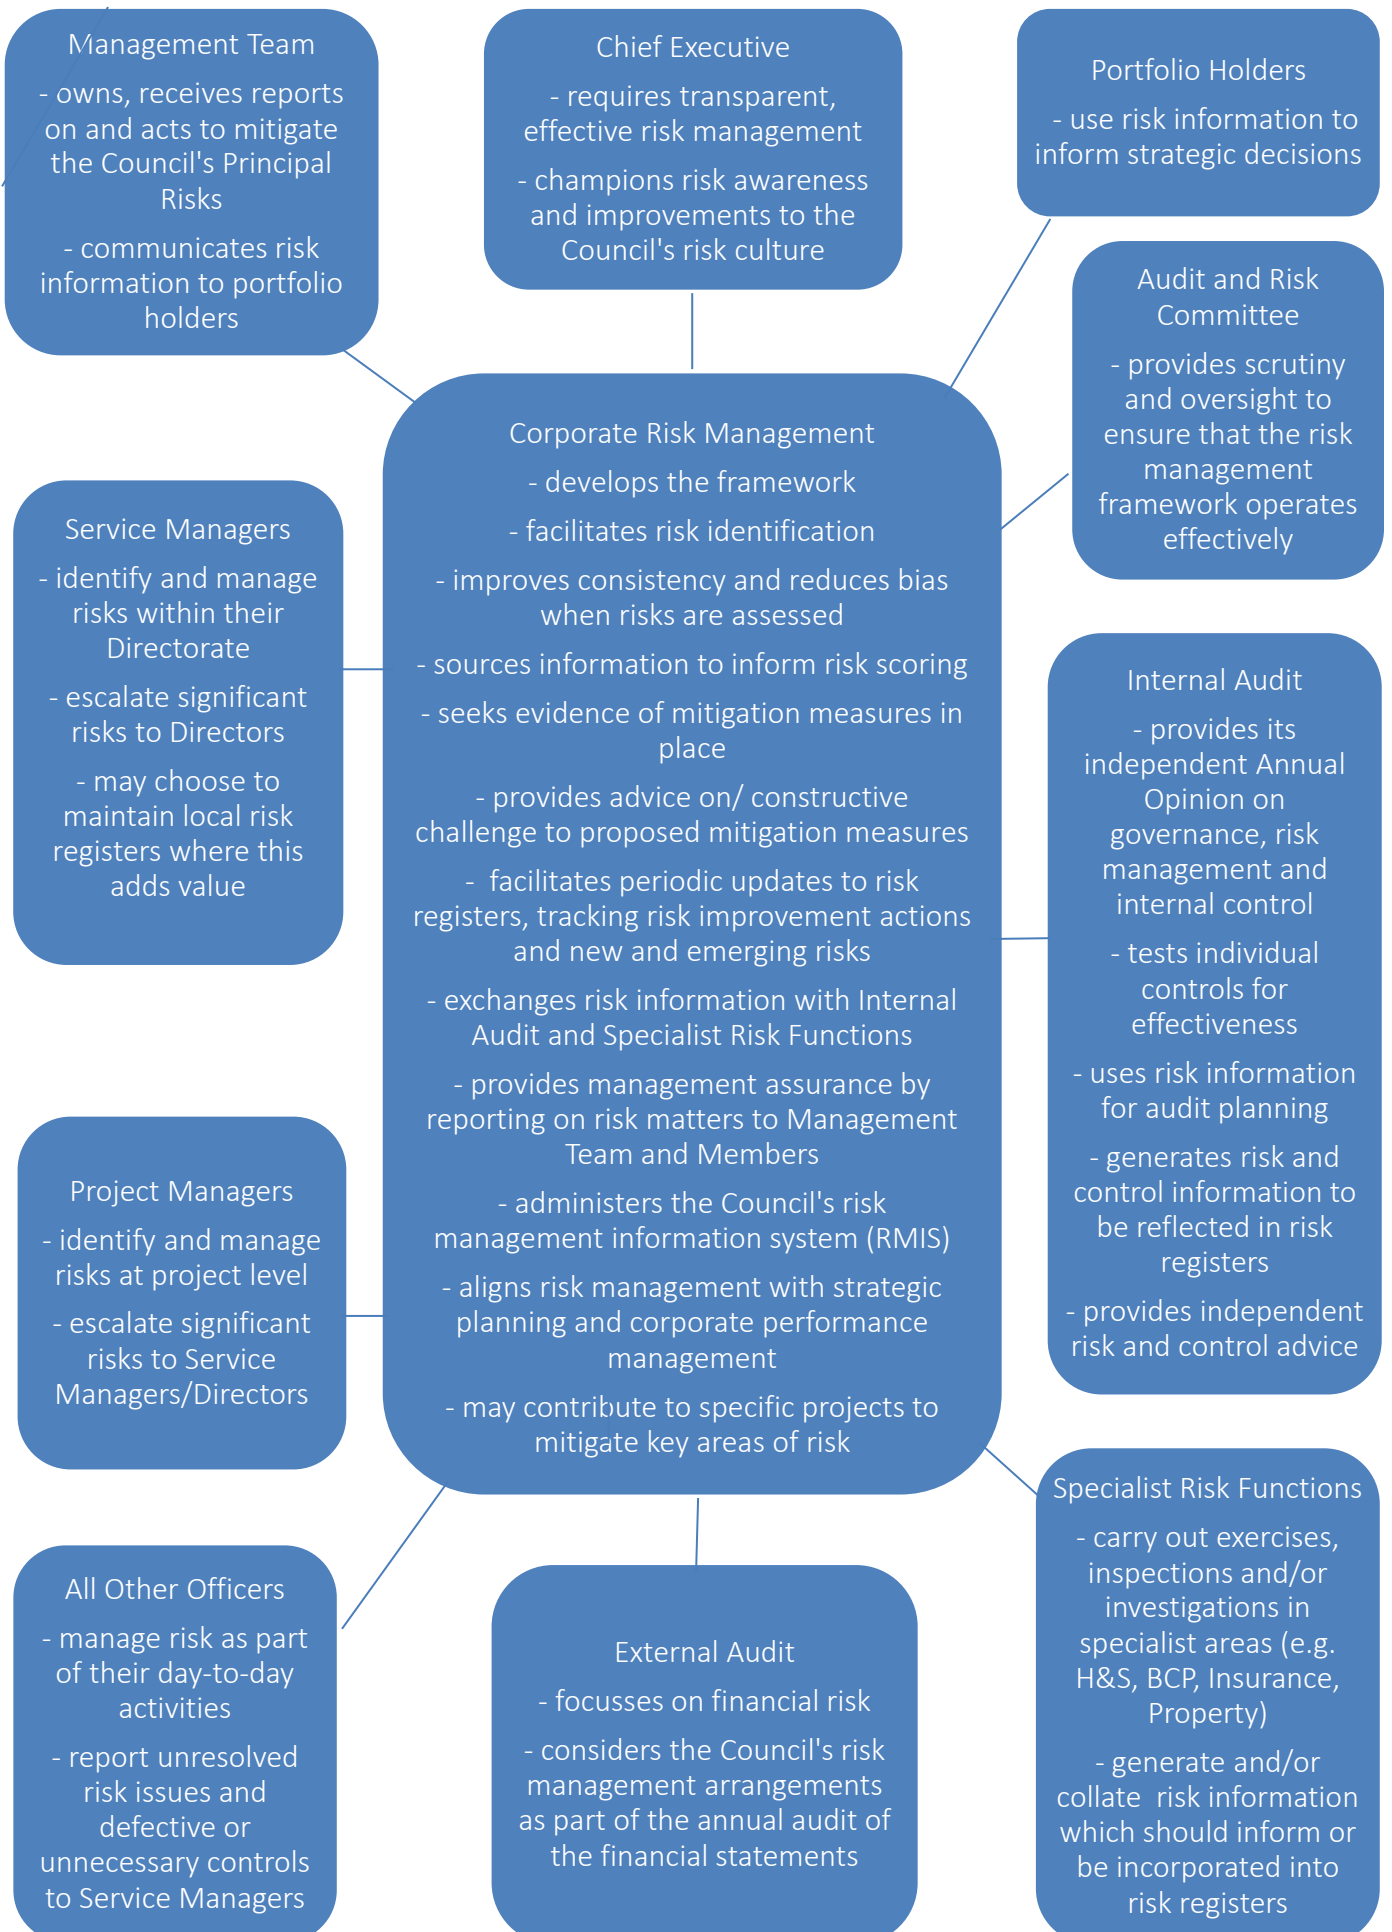 Management Team
- owns, receives reports
on and acts to mitigate
the Council's Principal
Risks
- communicates risk
information to portfolio
holders
Chief Executive
- requires transparent,
effective risk management
- champions risk awareness
and improvements to the
Council's risk culture
Portfolio Holders
- use risk information to
inform strategic decisions
Audit and Risk
Committee
- provides scrutiny
and oversight to
ensure that the risk
management
framework operates
effectively
Corporate Risk Management
- develops the framework
- facilitates risk identification
- improves consistency and reduces bias
when risks are assessed
- sources information to inform risk scoring
- seeks evidence of mitigation measures in
place
- provides advice on/ constructive
challenge to proposed mitigation measures
-  facilitates periodic updates to risk
registers, tracking risk improvement actions
and new and emerging risks
- exchanges risk information with Internal
Audit and Specialist Risk Functions
- provides management assurance by
reporting on risk matters to Management
Team and Members
- administers the Council's risk
management information system (RMIS)
- aligns risk management with strategic
planning and corporate performance
management
- may contribute to specific projects to
mitigate key areas of risk
Service Managers
- identify and manage
risks within their
Directorate
- escalate significant
risks to Directors
- may choose to
maintain local risk
registers where this
adds value
Internal Audit
- provides its
independent Annual
Opinion on
governance, risk
management and
internal control
- tests individual
controls for
effectiveness
- uses risk information
for audit planning
- generates risk and
control information to
be reflected in risk
registers
- provides independent
risk and control advice
Project Managers
- identify and manage
risks at project level
- escalate significant
risks to Service
Managers/Directors
Specialist Risk Functions
- carry out exercises,
inspections and/or
investigations in
specialist areas (e.g.
H&S, BCP, Insurance,
Property)
- generate and/or
collate  risk information
which should inform or
be incorporated into
risk registers
All Other Officers
- manage risk as part
of their day-to-day
activities
- report unresolved
risk issues and
defective or
unnecessary controls
to Service Managers
External Audit
- focusses on financial risk
- considers the Council's risk
management arrangements
as part of the annual audit of
the financial statements